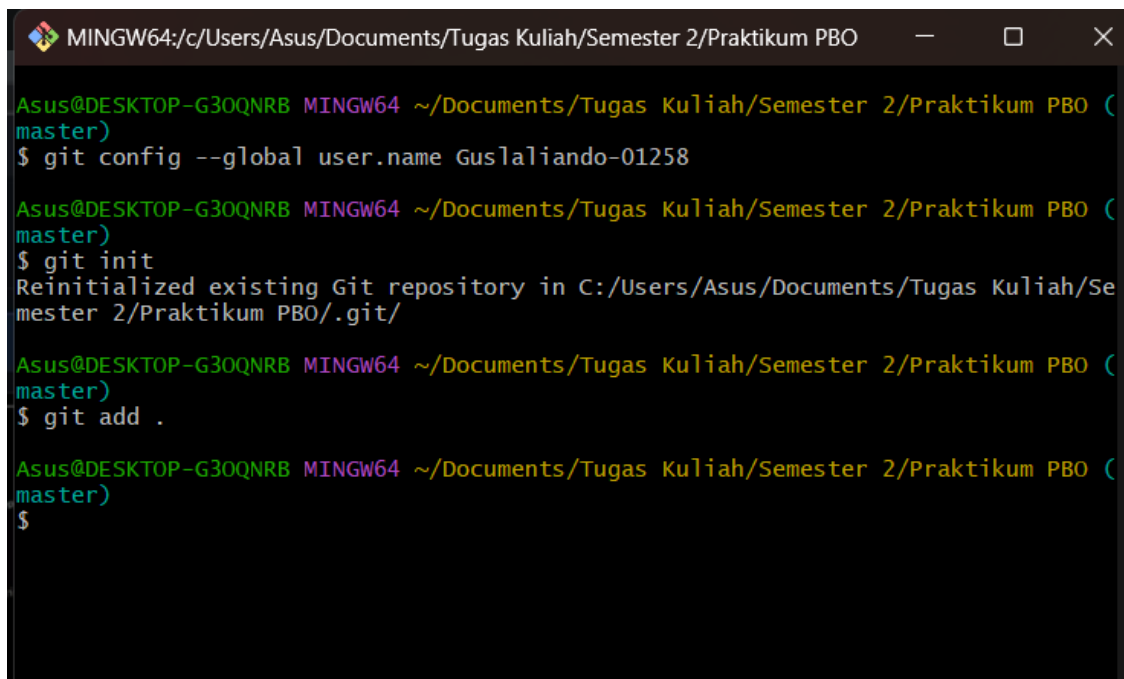 MINGW64:/c/Users/Asus/Documents/Tugas Kuliah/Semester 2/Praktikum PBO
Asus@DESKTOP-G3OQNRB MINGW64 ~/Documents/Tugas Kuliah/Semester 2/Praktikum PBO (
master)
$ git config --global user.name Guslaliando-01258
Asus@DESKTOP-G3OQNRB MINGW64 ~/Documents/Tugas Kuliah/Semester 2/Praktikum PBO (
master)
$ git init
Reinitialized existing Git repository in C:/Users/Asus/Documents/Tugas Kuliah/Se
mester 2/Praktikum PBO/.git/
Asus@DESKTOP-G3OQNRB MINGW64 ~/Documents/Tugas Kuliah/Semester 2/Praktikum PBO (
master)
$ git add .
Asus@DESKTOP-G3OQNRB MINGW64 ~/Documents/Tugas Kuliah/Semester 2/Praktikum PBO (
master)
$